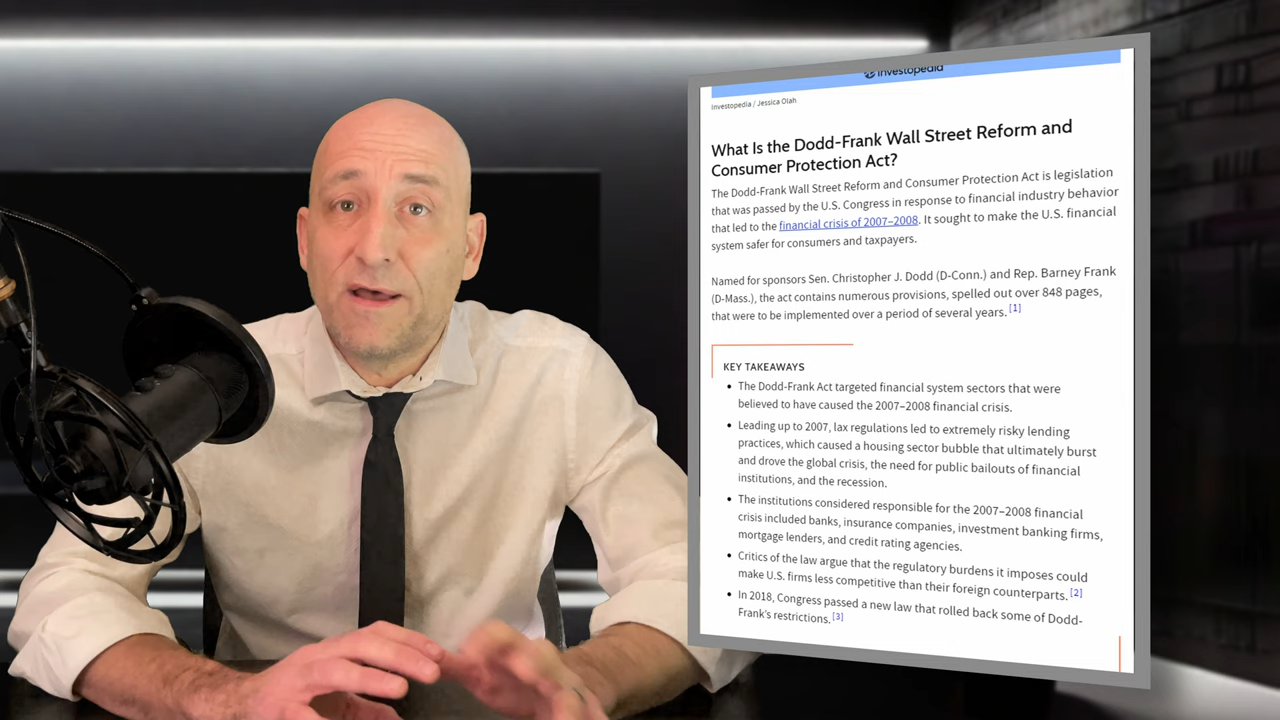 Investopedia
Investopedia / Jessica Olah
What Is the Dodd-Frank Wall Street Reform and
Consumer Protection Act?
The Dodd-Frank Wall Street Reform and Consumer Protection Act is legislation
that was passed by the U.S. Congress in response to financial industry behavior
that led to the financial crisis of 2007–2008. It sought to make the U.S. financial
system safer for consumers and taxpayers.
Named for sponsors Sen. Christopher J. Dodd (D-Conn.) and Rep. Barney Frank
(D-Mass.), the act contains numerous provisions, spelled out over 848 pages,
that were to be implemented over a period of several years. [1]
KEY TAKEAWAYS
• The Dodd-Frank Act targeted financial system sectors that were
believed to have caused the 2007–2008 financial crisis.
• Leading up to 2007, lax regulations led to extremely risky lending
practices, which caused a housing sector bubble that ultimately burst
and drove the global crisis, the need for public bailouts of financial
institutions, and the recession.
• The institutions considered responsible for the 2007–2008 financial
crisis included banks, insurance companies, investment banking firms,
mortgage lenders, and credit rating agencies.
• Critics of the law argue that the regulatory burdens it imposes could
make U.S. firms less competitive than their foreign counterparts. [2]
• In 2018, Congress passed a new law that rolled back some of Dodd-
Frank's restrictions. [3]